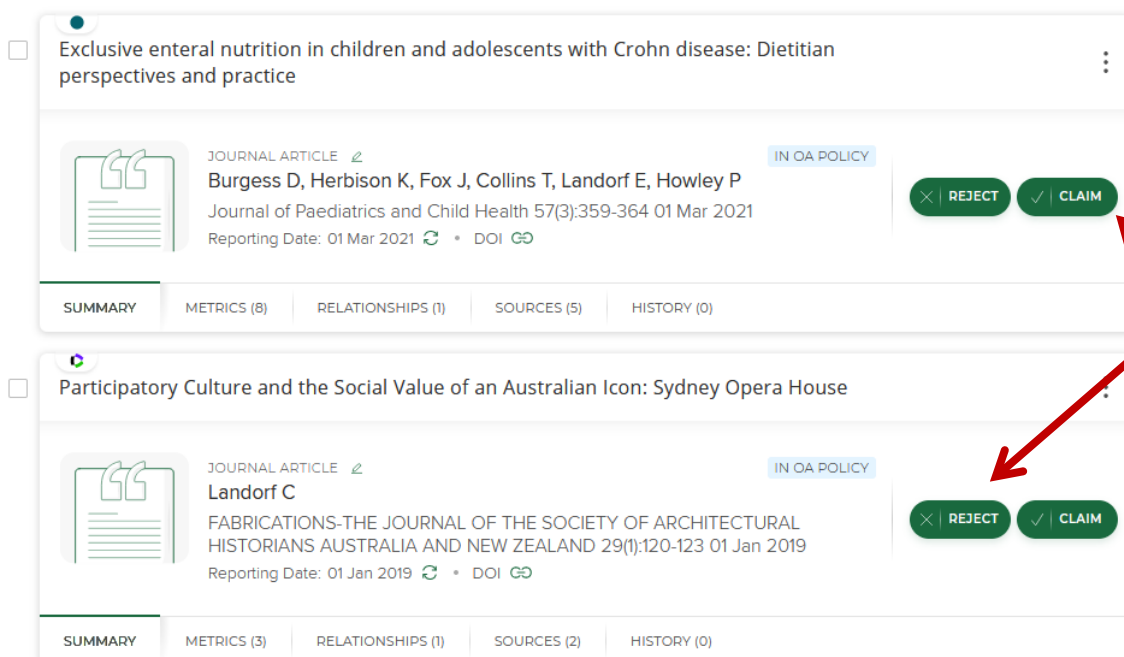 Exclusive enteral nutrition in children and adolescents with Crohn disease: Dietitian
perspectives and practice
JOURNAL ARTICLE
IN OA POLICY
Burgess D, Herbison K, Fox J, Collins T, Landorf E, Howley P
Journal of Paediatrics and Child Health 57(3):359-364 01 Mar 2021
REJECT
CLAIM
Reporting Date: 01 Mar 2021 • DOI
SUMMARY METRICS (8) RELATIONSHIPS (1) SOURCES (5) HISTORY (0)
Participatory Culture and the Social Value of an Australian Icon: Sydney Opera House
JOURNAL ARTICLE
IN OA POLICY
Landorf C
FABRICATIONS-THE JOURNAL OF THE SOCIETY OF ARCHITECTURAL
HISTORIANS AUSTRALIA AND NEW ZEALAND 29(1):120-123 01 Jan 2019
REJECT
CLAIM
Reporting Date: 01 Jan 2019 • DOI
SUMMARY METRICS (3) RELATIONSHIPS (1) SOURCES (2) HISTORY (0)